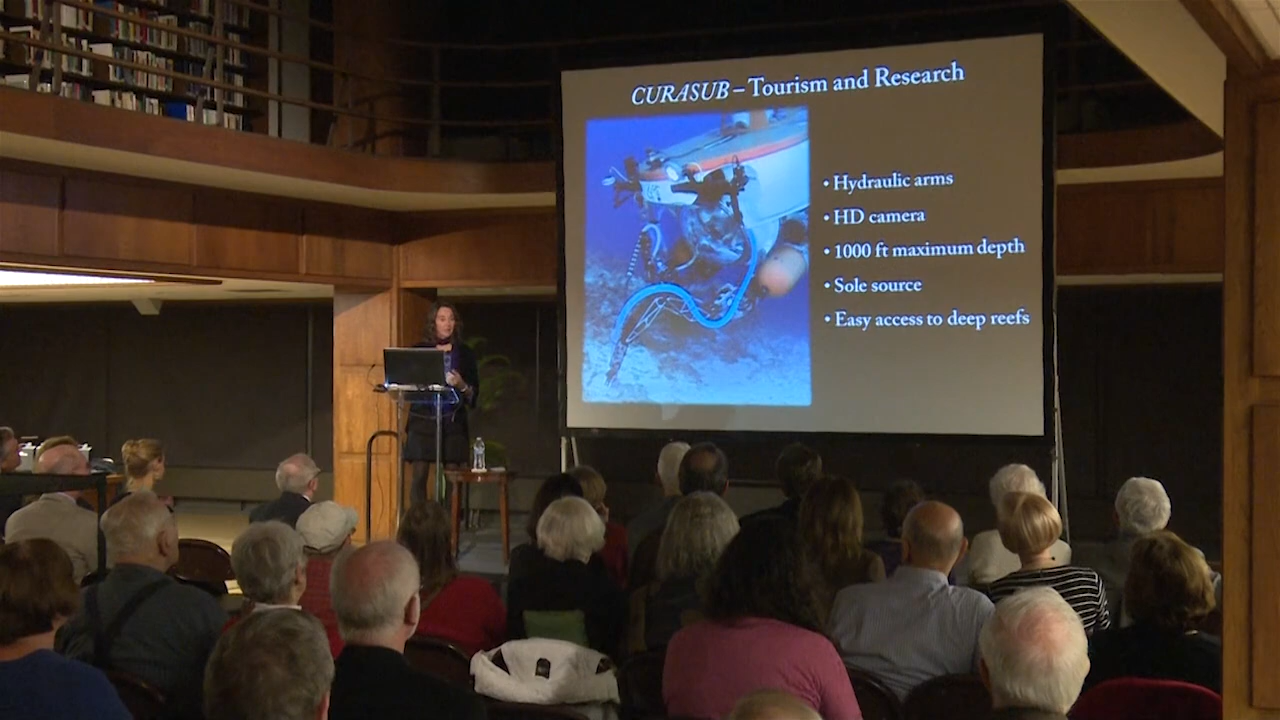 CURASUB – Tourism and Research
• Hydraulic arms
• HD camera
• 1000 ft maximum depth
• Sole source
• Easy access to deep reefs